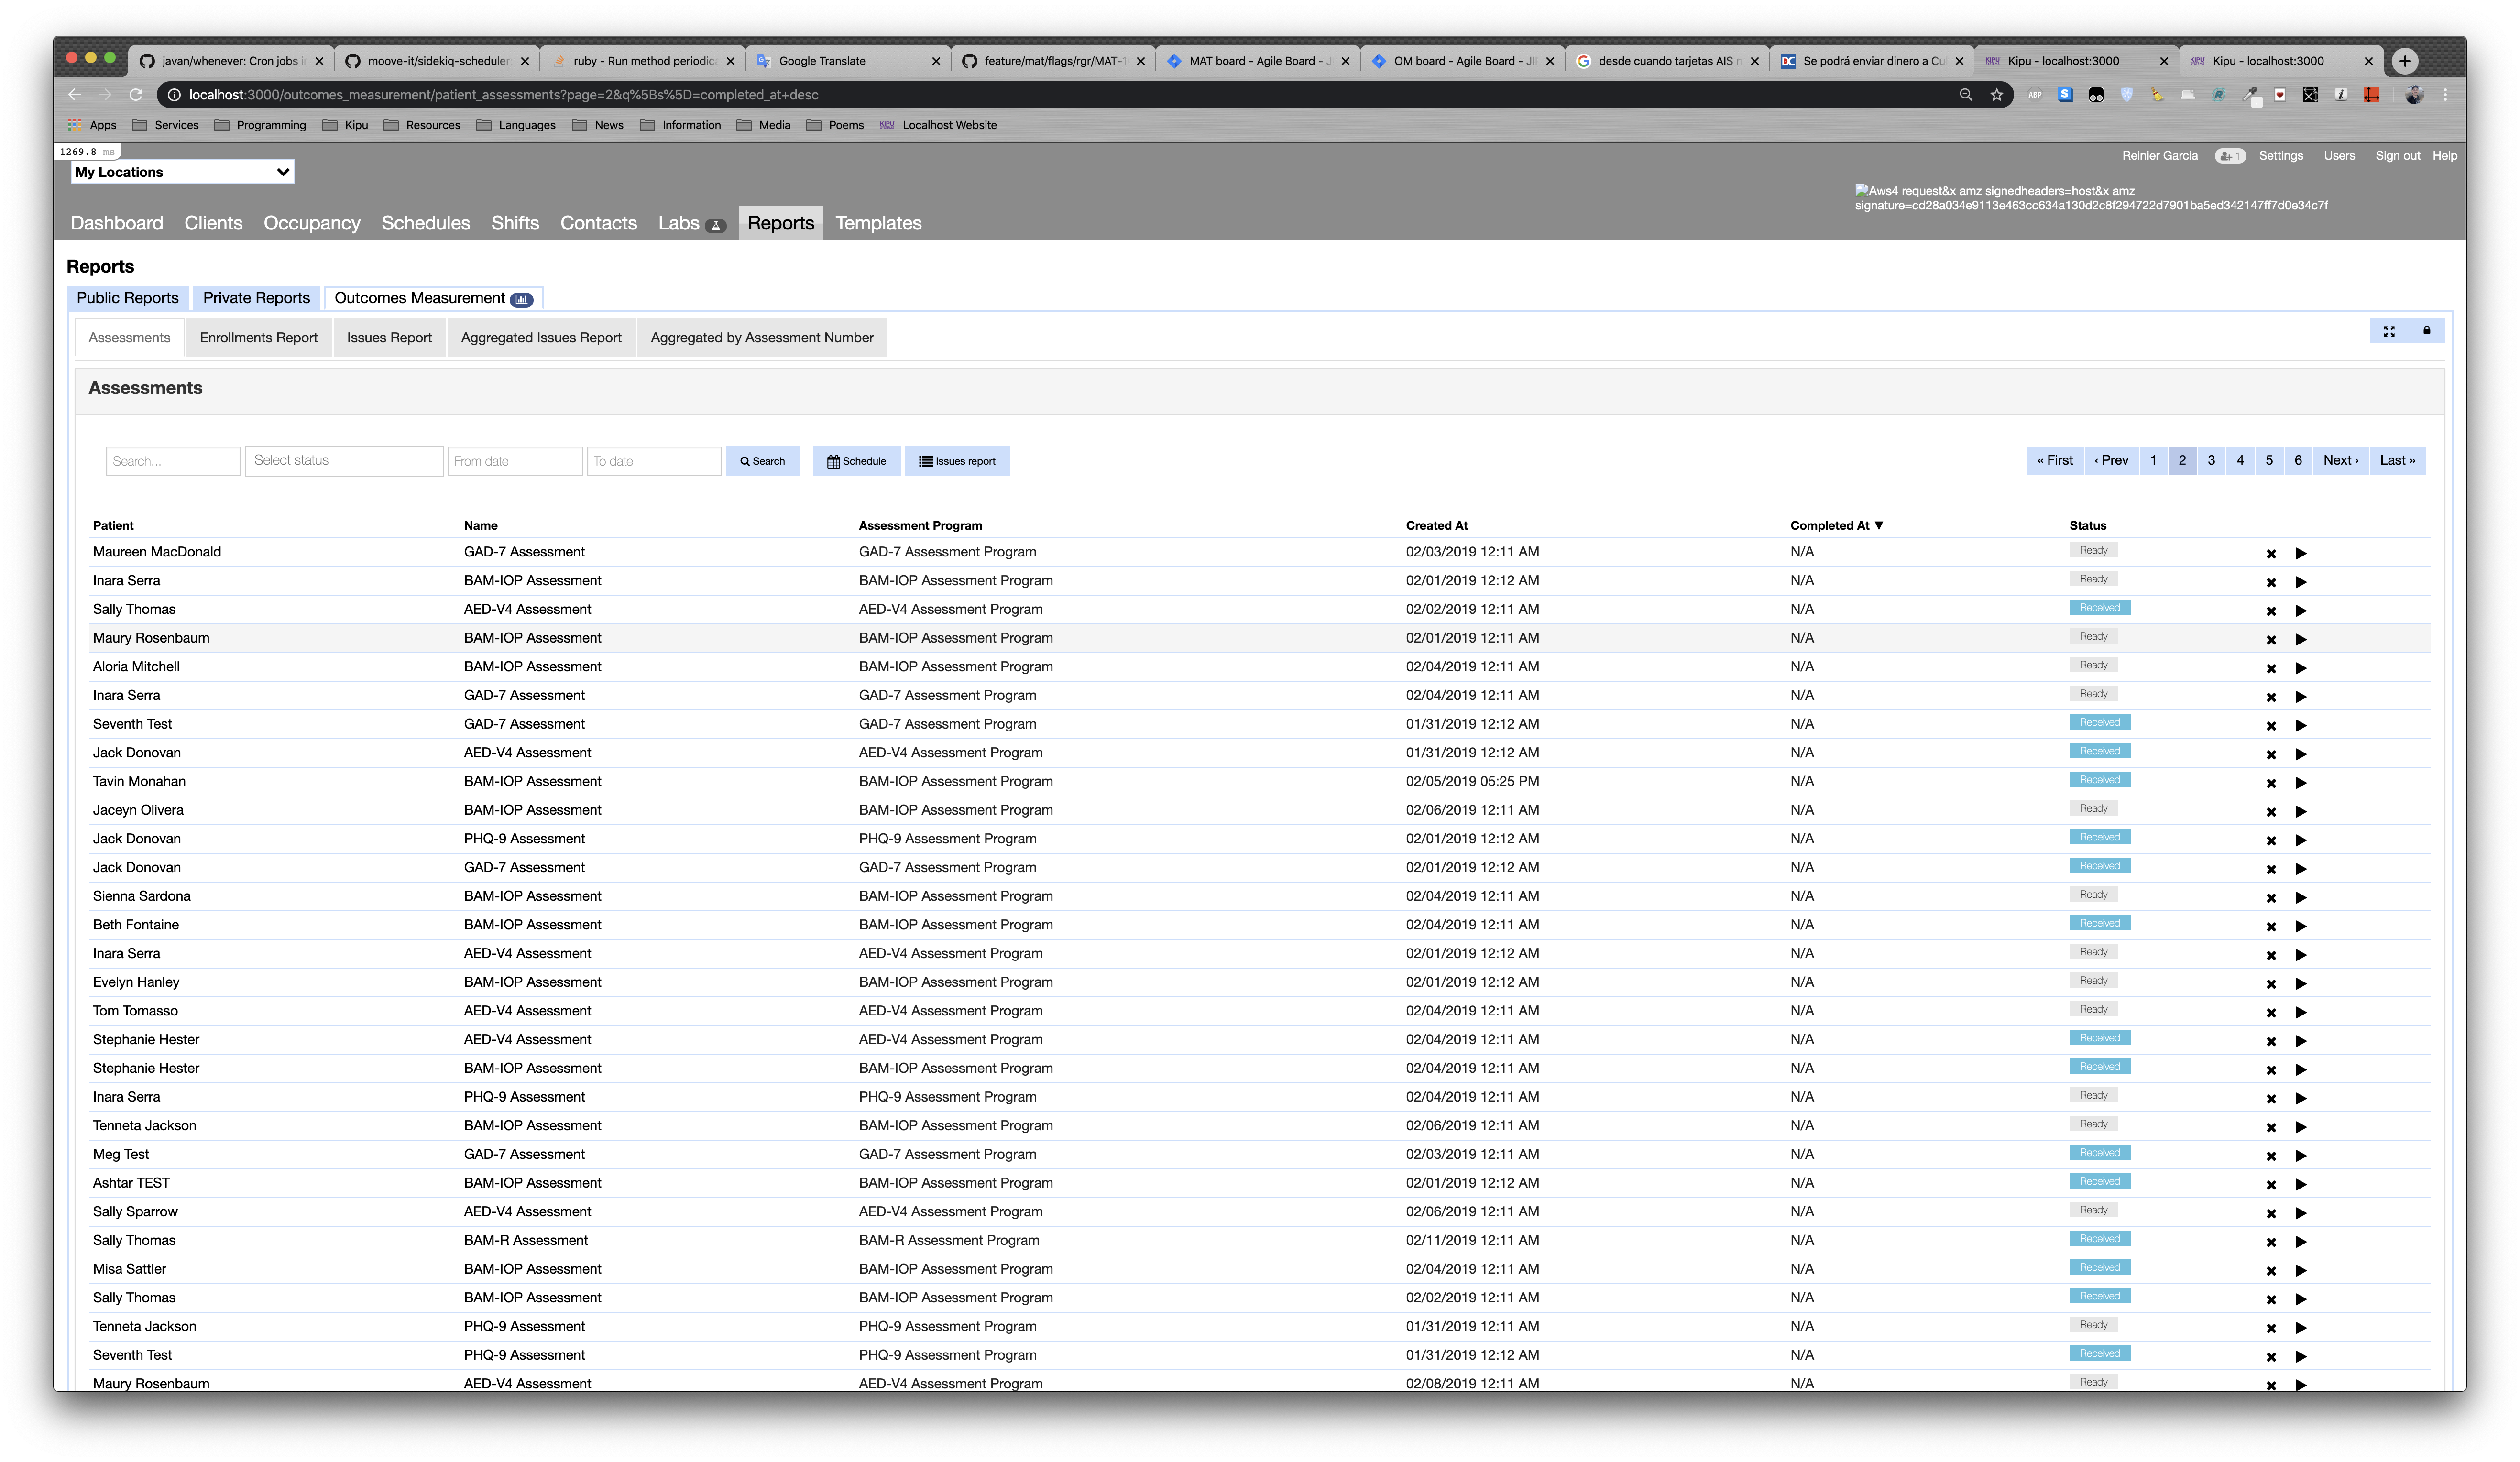 javan/whenever: Cron jobs i
moove-it/sidekiq-scheduler
ruby - Run method periodic
Google Translate
feature/mat/flags/rgr/MAT-1
MAT board - Agile Board - J
OM board - Agile Board - JI
desde cuando tarjetas AIS n
Se podrá enviar dinero a Cu
Kipu - localhost:3000
Kipu - localhost:3000
localhost:3000/outcomes_measurement/patient_assessments?page=2&q%5Bs%5D=completed_at+desc
Apps Services Programming Kipu Resources Languages News Information Media Poems Localhost Website
1269.8 ms
My Locations
Reinier Garcia 1 Settings Users Sign out Help
Aws4 request&x amz signedheaders=host&x amz
signature=cd28a034e9113e463cc634a130d2c8f294722d7901ba5ed342147ff7d0e34c7f
Dashboard Clients Occupancy Schedules Shifts Contacts Labs Reports Templates
Reports
Public Reports Private Reports Outcomes Measurement
Assessments Enrollments Report Issues Report Aggregated Issues Report Aggregated by Assessment Number
Assessments
Search... Select status From date To date Search Schedule Issues report « First ‹ Prev 1 2 3 4 5 6 Next › Last »
Patient Name Assessment Program Created At Completed At ▼ Status
Maureen MacDonald GAD-7 Assessment GAD-7 Assessment Program 02/03/2019 12:11 AM N/A Ready
Inara Serra BAM-IOP Assessment BAM-IOP Assessment Program 02/01/2019 12:12 AM N/A Ready
Sally Thomas AED-V4 Assessment AED-V4 Assessment Program 02/02/2019 12:11 AM N/A Received
Maury Rosenbaum BAM-IOP Assessment BAM-IOP Assessment Program 02/01/2019 12:11 AM N/A Ready
Aloria Mitchell BAM-IOP Assessment BAM-IOP Assessment Program 02/04/2019 12:11 AM N/A Ready
Inara Serra GAD-7 Assessment GAD-7 Assessment Program 02/04/2019 12:11 AM N/A Ready
Seventh Test GAD-7 Assessment GAD-7 Assessment Program 01/31/2019 12:12 AM N/A Received
Jack Donovan AED-V4 Assessment AED-V4 Assessment Program 01/31/2019 12:12 AM N/A Received
Tavin Monahan BAM-IOP Assessment BAM-IOP Assessment Program 02/05/2019 05:25 PM N/A Received
Jaceyn Olivera BAM-IOP Assessment BAM-IOP Assessment Program 02/06/2019 12:11 AM N/A Ready
Jack Donovan PHQ-9 Assessment PHQ-9 Assessment Program 02/01/2019 12:12 AM N/A Received
Jack Donovan GAD-7 Assessment GAD-7 Assessment Program 02/01/2019 12:12 AM N/A Received
Sienna Sardona BAM-IOP Assessment BAM-IOP Assessment Program 02/04/2019 12:11 AM N/A Ready
Beth Fontaine BAM-IOP Assessment BAM-IOP Assessment Program 02/04/2019 12:11 AM N/A Received
Inara Serra AED-V4 Assessment AED-V4 Assessment Program 02/01/2019 12:12 AM N/A Ready
Evelyn Hanley BAM-IOP Assessment BAM-IOP Assessment Program 02/01/2019 12:12 AM N/A Ready
Tom Tomasso AED-V4 Assessment AED-V4 Assessment Program 02/04/2019 12:11 AM N/A Ready
Stephanie Hester AED-V4 Assessment AED-V4 Assessment Program 02/04/2019 12:11 AM N/A Received
Stephanie Hester BAM-IOP Assessment BAM-IOP Assessment Program 02/04/2019 12:11 AM N/A Received
Inara Serra PHQ-9 Assessment PHQ-9 Assessment Program 02/04/2019 12:11 AM N/A Ready
Tenneta Jackson BAM-IOP Assessment BAM-IOP Assessment Program 02/06/2019 12:11 AM N/A Ready
Meg Test GAD-7 Assessment GAD-7 Assessment Program 02/03/2019 12:11 AM N/A Received
Ashtar TEST BAM-IOP Assessment BAM-IOP Assessment Program 02/01/2019 12:12 AM N/A Received
Sally Sparrow AED-V4 Assessment AED-V4 Assessment Program 02/06/2019 12:11 AM N/A Ready
Sally Thomas BAM-R Assessment BAM-R Assessment Program 02/11/2019 12:11 AM N/A Received
Misa Sattler BAM-IOP Assessment BAM-IOP Assessment Program 02/04/2019 12:11 AM N/A Received
Sally Thomas BAM-IOP Assessment BAM-IOP Assessment Program 02/02/2019 12:11 AM N/A Received
Tenneta Jackson PHQ-9 Assessment PHQ-9 Assessment Program 01/31/2019 12:12 AM N/A Ready
Seventh Test PHQ-9 Assessment PHQ-9 Assessment Program 01/31/2019 12:12 AM N/A Received
Maury Rosenbaum AED-V4 Assessment AED-V4 Assessment Program 02/08/2019 12:11 AM N/A Ready